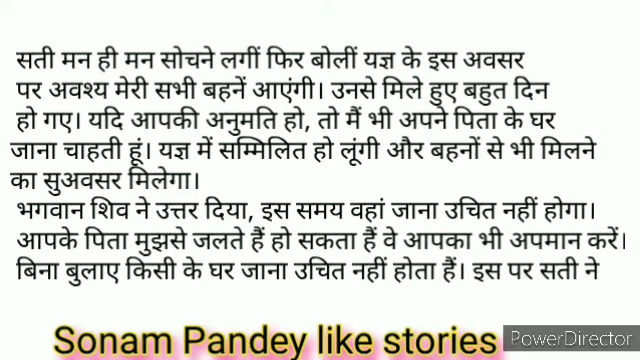 सती मन ही मन सोचने लगीं फिर बोलीं यज्ञ के इस अवसर
पर अवश्य मेरी सभी बहनें आएंगी। उनसे मिले हुए बहुत दिन
हो गए। यदि आपकी अनुमति हो, तो मैं भी अपने पिता के घर
जाना चाहती हूं। यज्ञ में सम्मिलित हो लूंगी और बहनों से भी मिलने
का सुअवसर मिलेगा।
भगवान शिव ने उत्तर दिया, इस समय वहां जाना उचित नहीं होगा।
आपके पिता मुझसे जलते हैं हो सकता हैं वे आपका भी अपमान करें।
बिना बुलाए किसी के घर जाना उचित नहीं होता हैं। इस पर सती ने
Sonam Pandey like stories
PowerDirector